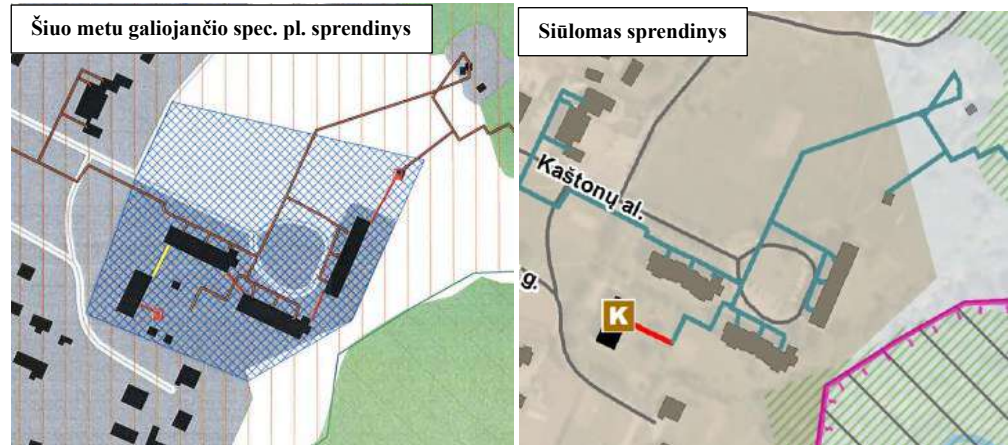 Šiuo metu galiojančio spec. pl. sprendinys
Siūlomas sprendinys
Kaštonų al.
g.
K